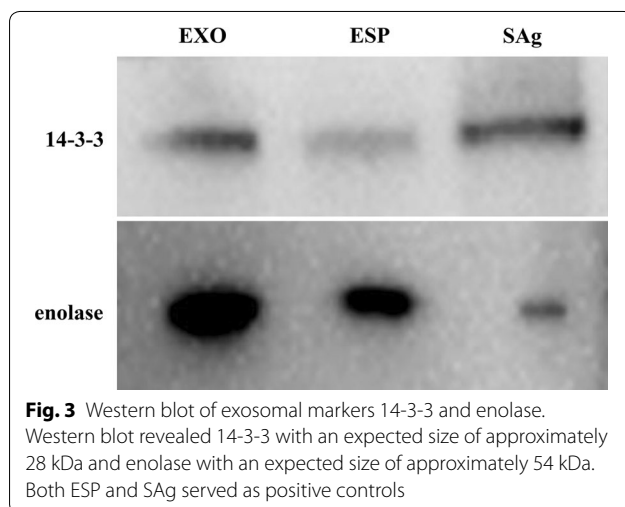 EXO ESP SAg
14-3-3
enolase
Fig. 3 Western blot of exosomal markers 14-3-3 and enolase.
Western blot revealed 14-3-3 with an expected size of approximately
28 kDa and enolase with an expected size of approximately 54 kDa.
Both ESP and SAg served as positive controls